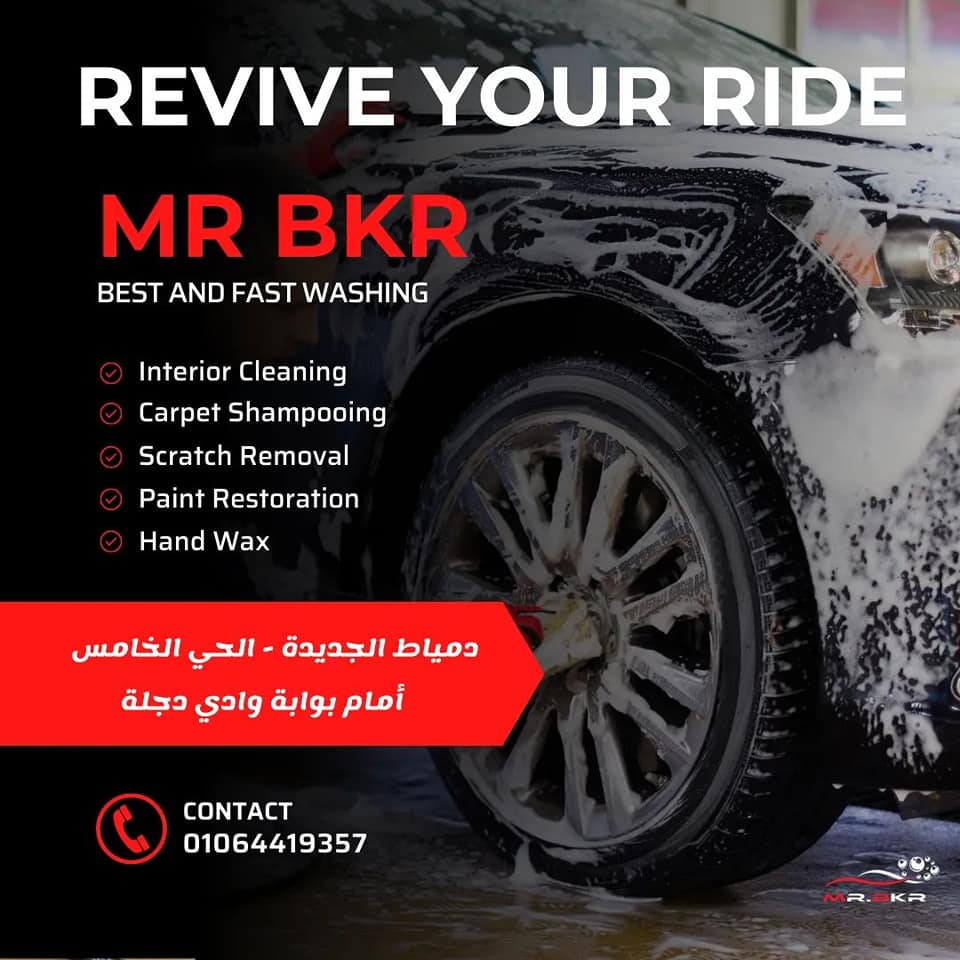 REVIVE YOUR RIDE
MR BKR
BEST AND FAST WASHING
Interior Cleaning
Carpet Shampooing
Scratch Removal
Paint Restoration
Hand Wax
دمياط الجديدة - الحي الخامس
أمام بوابة وادي دجلة
CONTACT
01064419357
MR.BKR